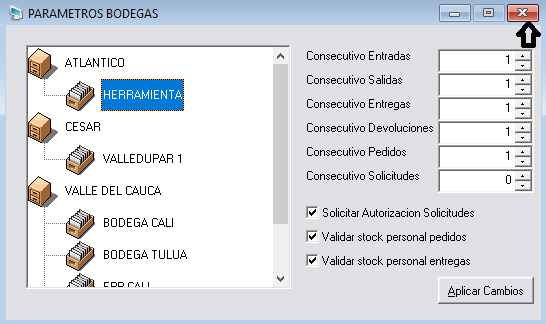 PARAMETROS BODEGAS
ATLANTICO
HERRAMIENTA
CESAR
VALLEDUPAR 1
VALLE DEL CAUCA
BODEGA CALI
BODEGA TULUA
Consecutivo Entradas 1
Consecutivo Salidas 1
Consecutivo Entregas 1
Consecutivo Devoluciones 1
Consecutivo Pedidos 1
Consecutivo Solicitudes 0
Solicitar Autorizacion Solicitudes
Validar stock personal pedidos
Validar stock personal entregas
Aplicar Cambios